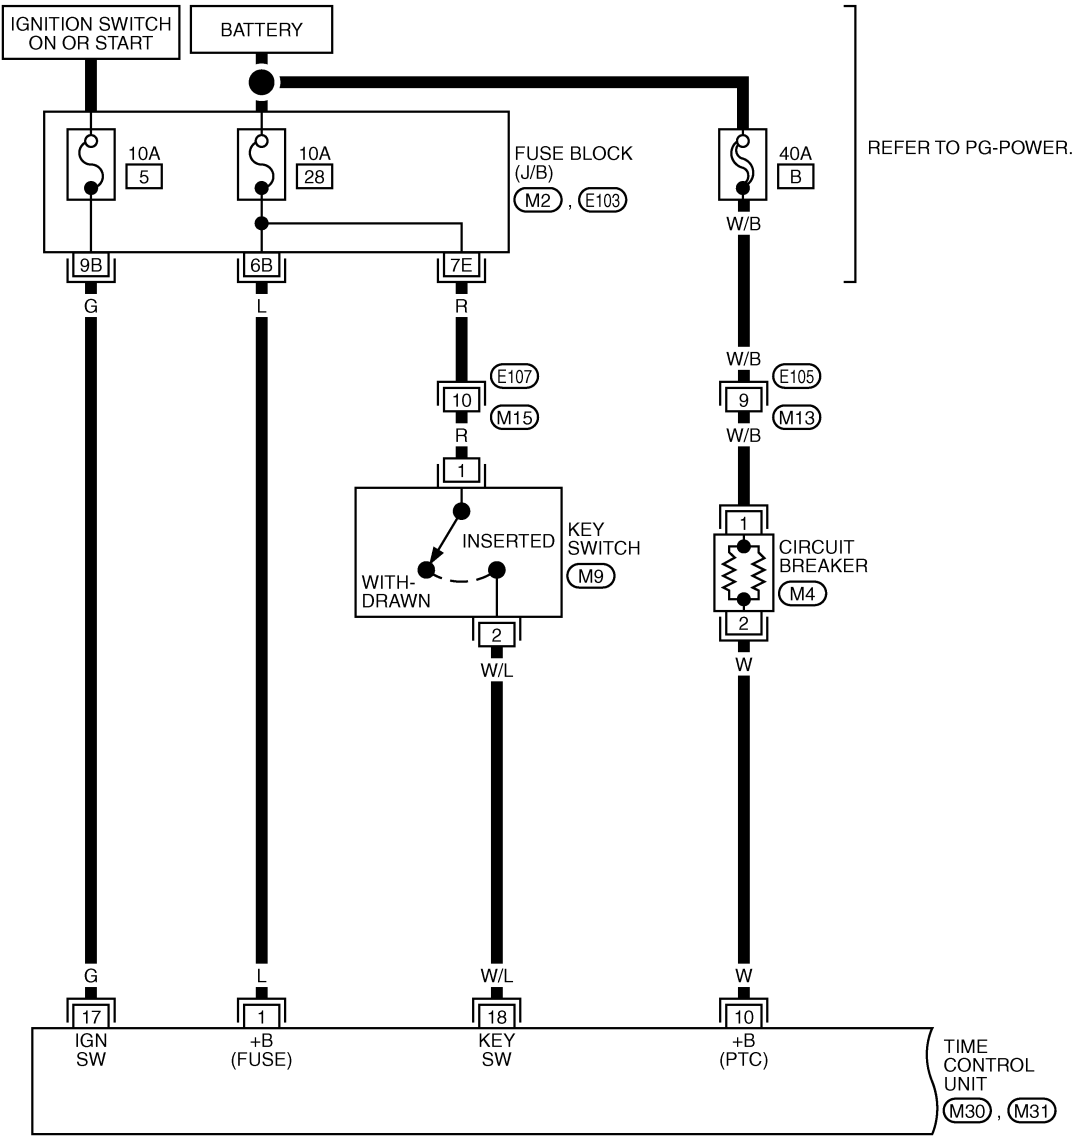 IGNITION SWITCH
ON OR START
BATTERY
10A
5
10A
28
FUSE BLOCK
(J/B)
M2 , E103
40A
B
REFER TO PG-POWER.
W/B
9B
6B
7E
G
L
R
W/B
E107
10
M15
E105
9
M13
R
W/B
1
INSERTED
WITH-
DRAWN
KEY
SWITCH
M9
2
W/L
1
CIRCUIT
BREAKER
M4
2
W
G
L
W/L
W
17
1
18
10
IGN
SW
+B
(FUSE)
KEY
SW
+B
(PTC)
TIME
CONTROL
UNIT
M30 , M31